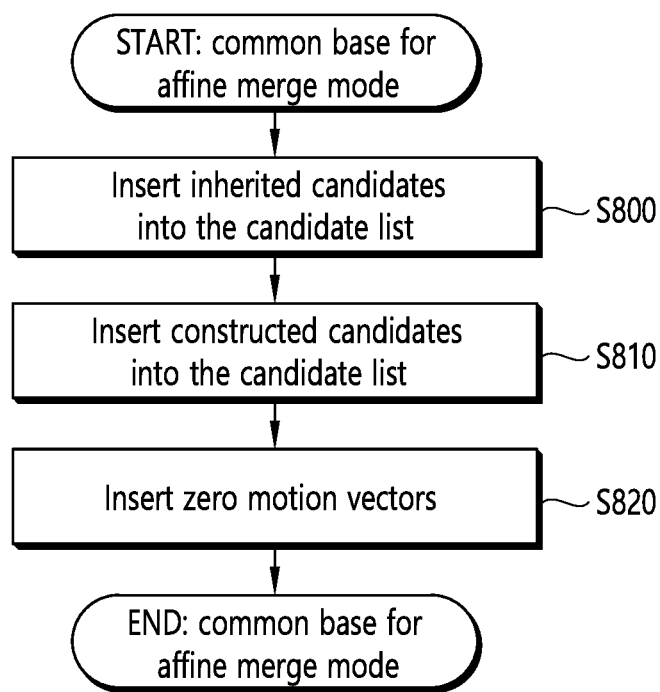 START: common base for
affine merge mode
Insert inherited candidates
into the candidate list
S800
Insert constructed candidates
into the candidate list
S810
Insert zero motion vectors
S820
END: common base for
affine merge mode